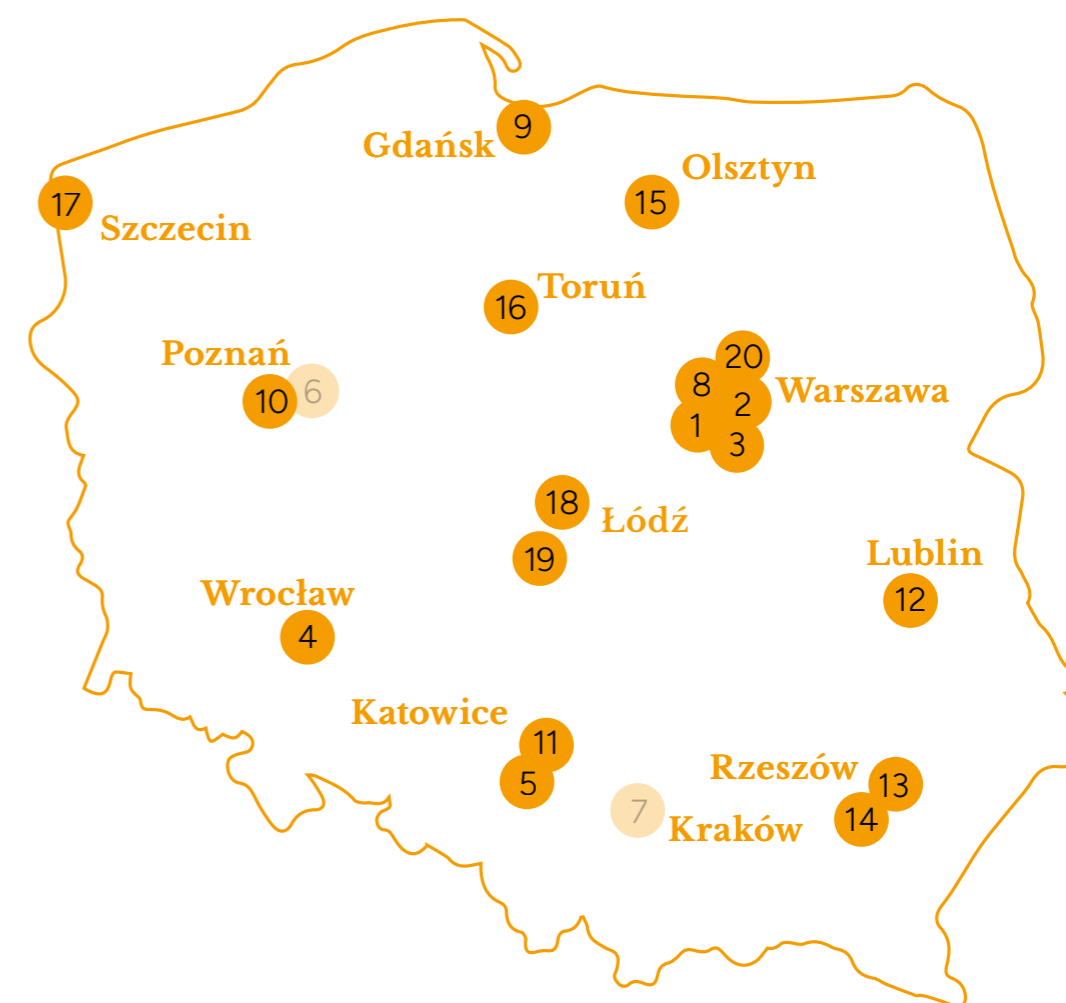 9
Gdańsk
Olsztyn
15
17
Szczecin
Toruń
16
Poznań
10 6
20
8
2
Warszawa
1
3
18
Łódź
19
Lublin
12
Wrocław
4
Katowice
11
5
Rzeszów
13
14
7
Kraków